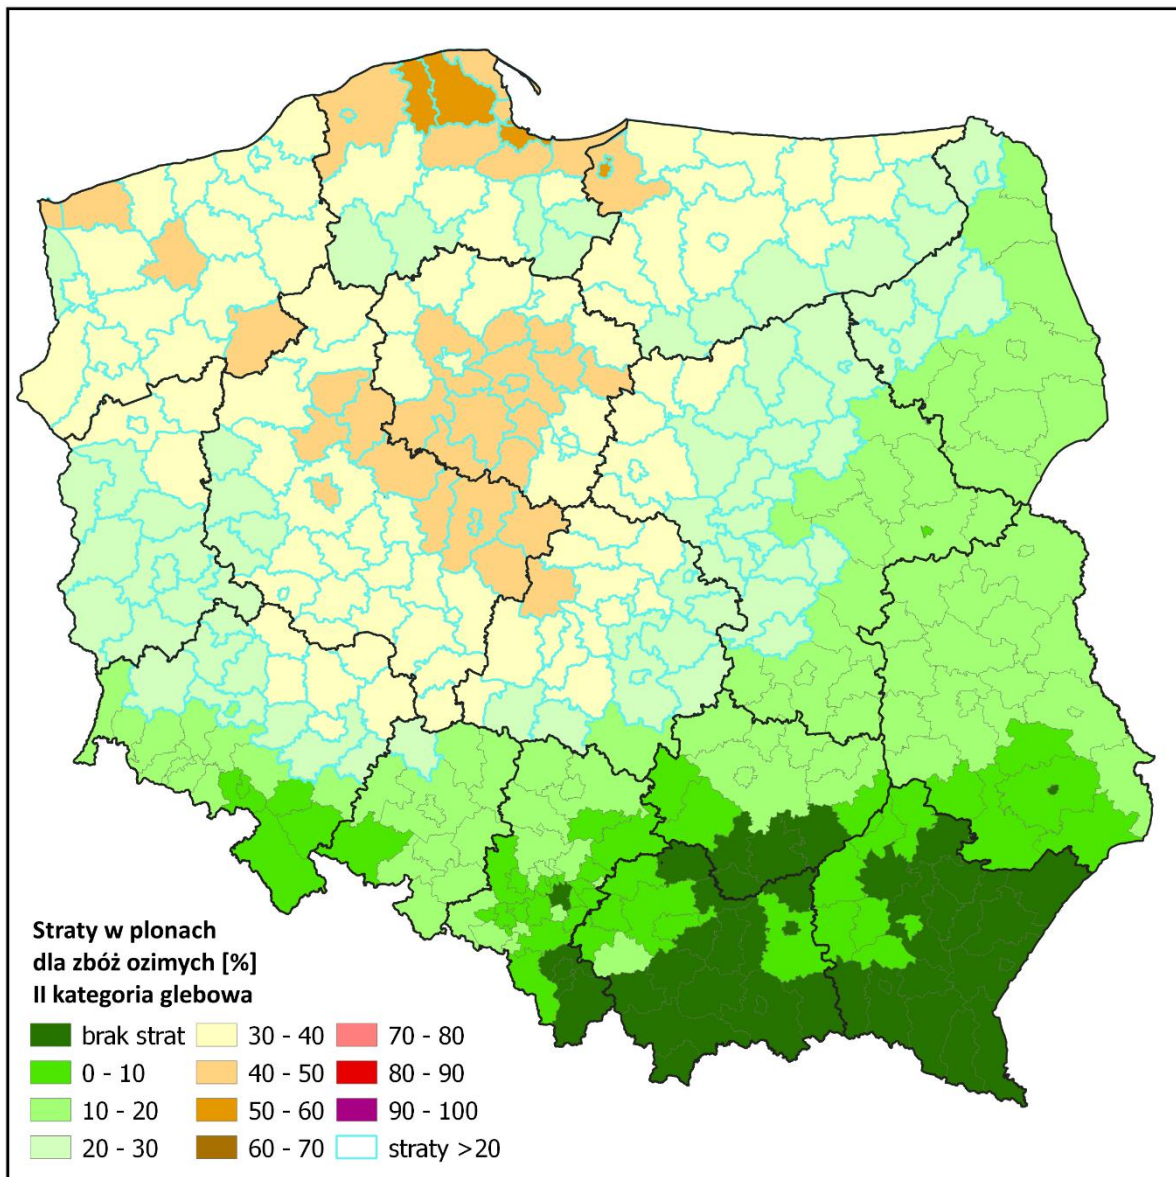 Straty w plonach
dla zbóż ozimych [%]
II kategoria glebowa
brak strat
0 - 10
10 - 20
20 - 30
30 - 40
40 - 50
50 - 60
60 - 70
70 - 80
80 - 90
90 - 100
straty >20